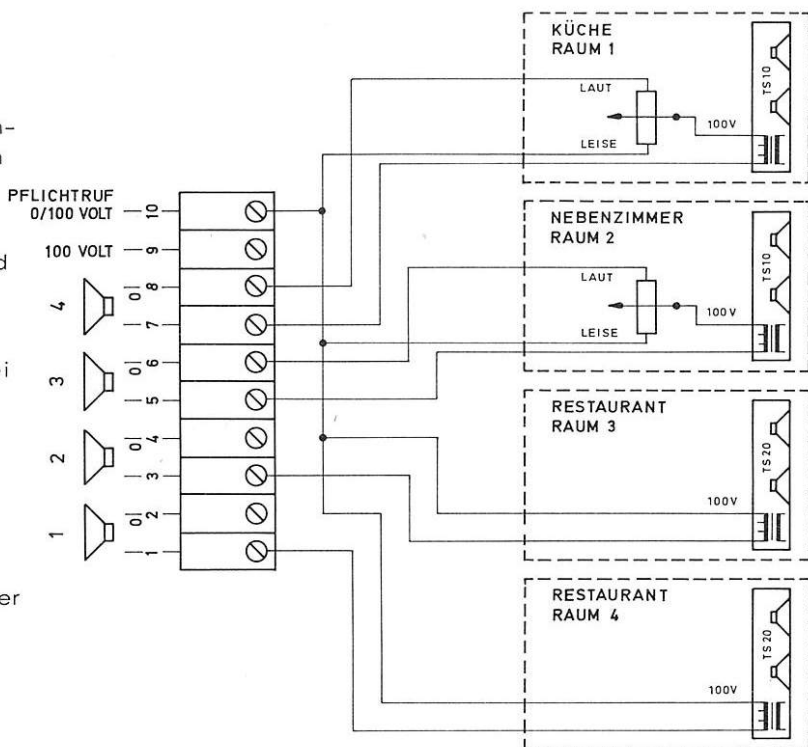 PFLICHTRUF
0/100 VOLT
10
100 VOLT
9
4
0
8
7
3
0
6
5
2
0
4
3
1
0
2
1
KÜCHE
RAUM 1
LAUT
LEISE
100V
TS10
NEBENZIMMER
RAUM 2
LAUT
LEISE
100V
TS10
RESTAURANT
RAUM 3
100V
TS20
RESTAURANT
RAUM 4
100V
TS20